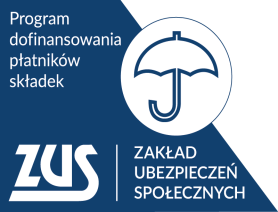 Program
dofinansowania
płatników
składek
ZUS
ZAKŁAD
UBEZPIECZEŃ
SPOŁECZNYCH